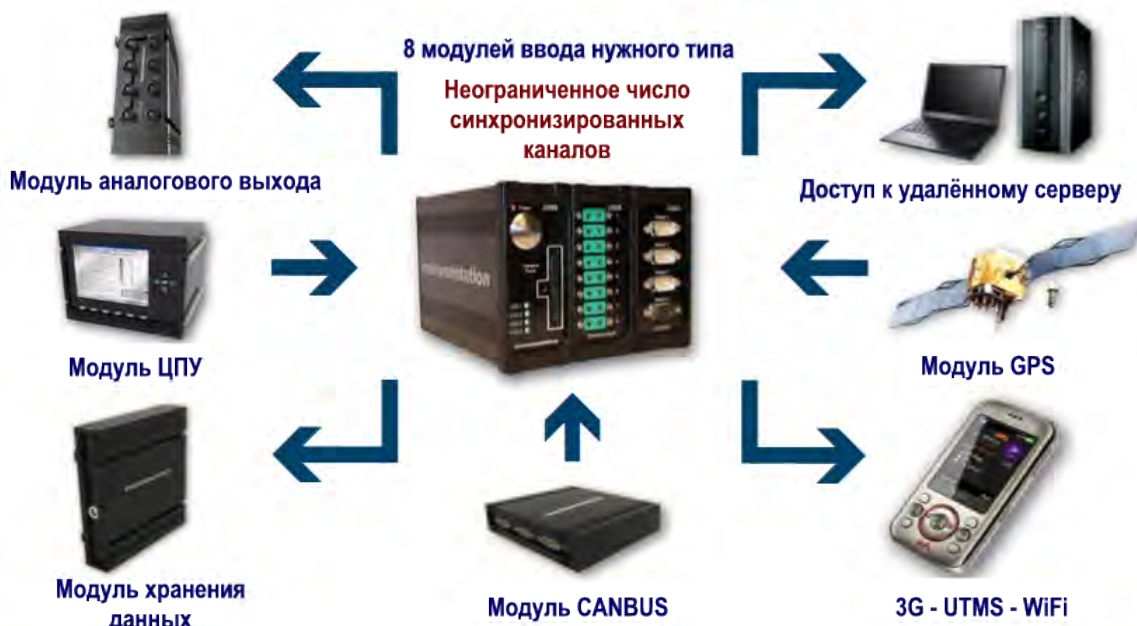 8 модулей ввода нужного типа
Неограниченное число
синхронизированных
каналов
Модуль аналогового выхода
Доступ к удалённому серверу
Модуль ЦПУ
Модуль GPS
Модуль хранения
данных
Модуль CANBUS
3G - UTMS - WiFi